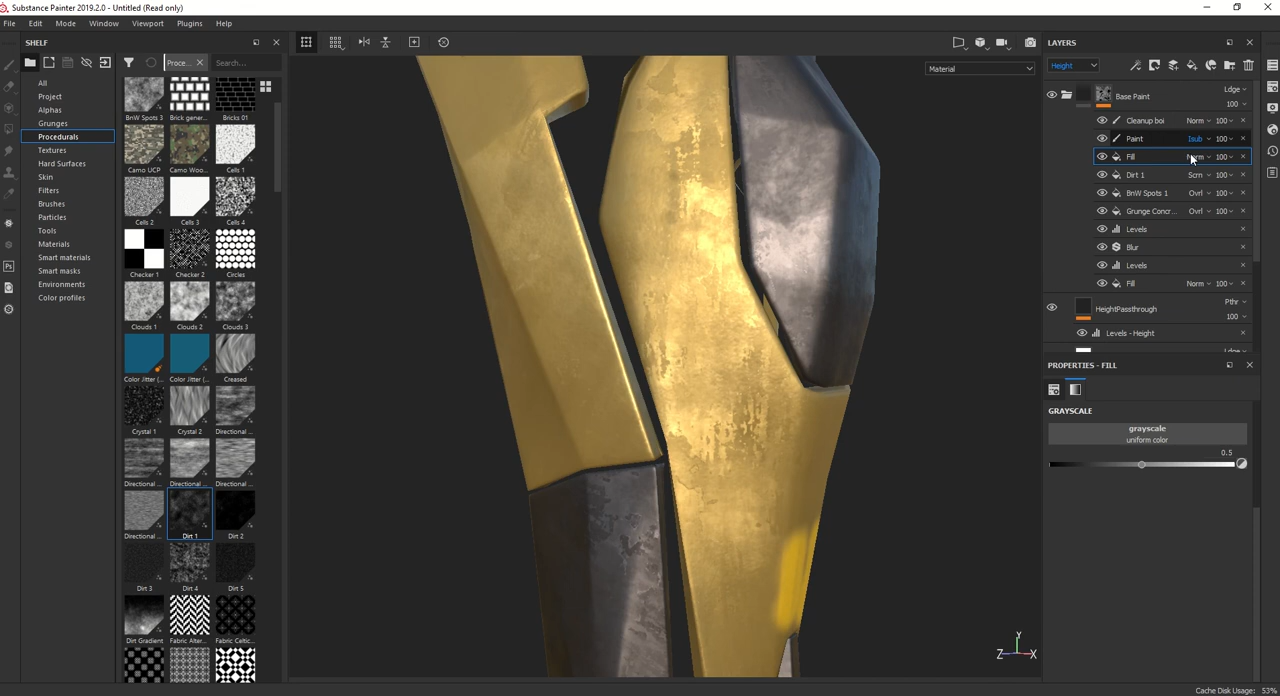 Substance Painter 2019.2.0 - Untitled (Read only)
File Edit Mode Window Viewport Plugins Help
SHELF
Proce... Search...
All
Project
Alphas
Grunges
Procedurals
Textures
Hard Surfaces
Skin
Filters
Brushes
Particles
Tools
Materials
Smart materials
Smart masks
Environments
Color profiles
Ps
BnW Spots 3 Brick gener... Bricks 01
Camo UCP Camo Woo... Cells 1
Cells 2 Cells 3 Cells 4
Checker 1 Checker 2 Circles
Clouds 1 Clouds 2 Clouds 3
Color Jitter (... Color Jitter (... Creased
Crystal 1 Crystal 2 Directional ...
Directional ... Directional ... Directional ...
Directional ... Dirt 1 Dirt 2
Dirt 3 Dirt 4 Dirt 5
Dirt Gradient Fabric Alter... Fabric Celtic...
Material
Y
Z X
LAYERS
Height
Base Paint Ldge
100
Cleanup boi Norm 100
Paint Isub 100
Fill Norm 100
Dirt 1 Scrn 100
BnW Spots 1 Ovrl 100
Grunge Concr... Ovrl 100
Levels
Blur
Levels
Fill Norm 100
HeightPassthrough Pthr
100
Levels - Height
Ldge
PROPERTIES - FILL
GRAYSCALE
grayscale
uniform color
0.5
Cache Disk Usage: 53%